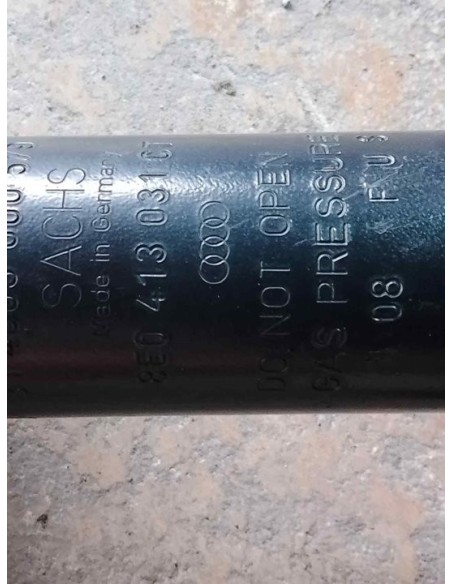 SACHS
Made in Germany
8E0 413 031 CT
DO NOT OPEN
GAS PRESSURE
08 F U